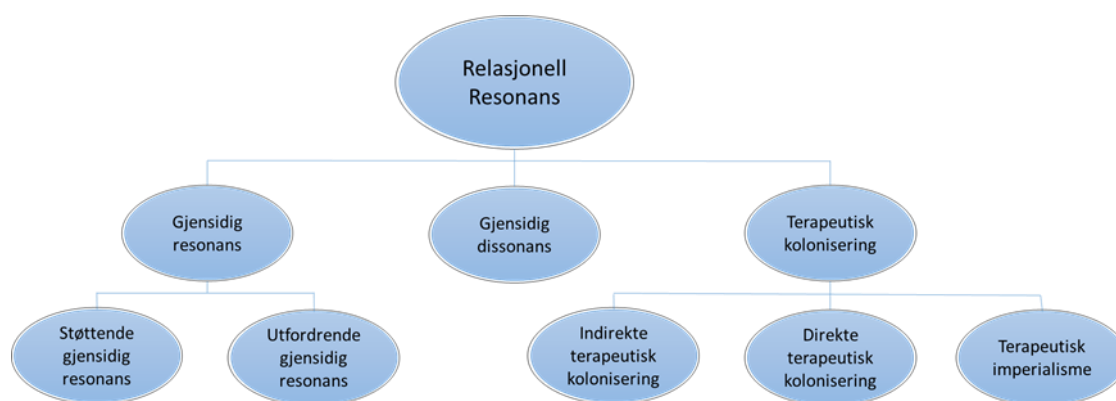 Relasjonell
Resonans
Gjensidig
resonans
Gjensidig
dissonans
Terapeutisk
kolonisering
Støttende
gjensidig
resonans
Utfordrende
gjensidig
resonans
Indirekte
terapeutisk
kolonisering
Direkte
terapeutisk
kolonisering
Terapeutisk
imperialisme